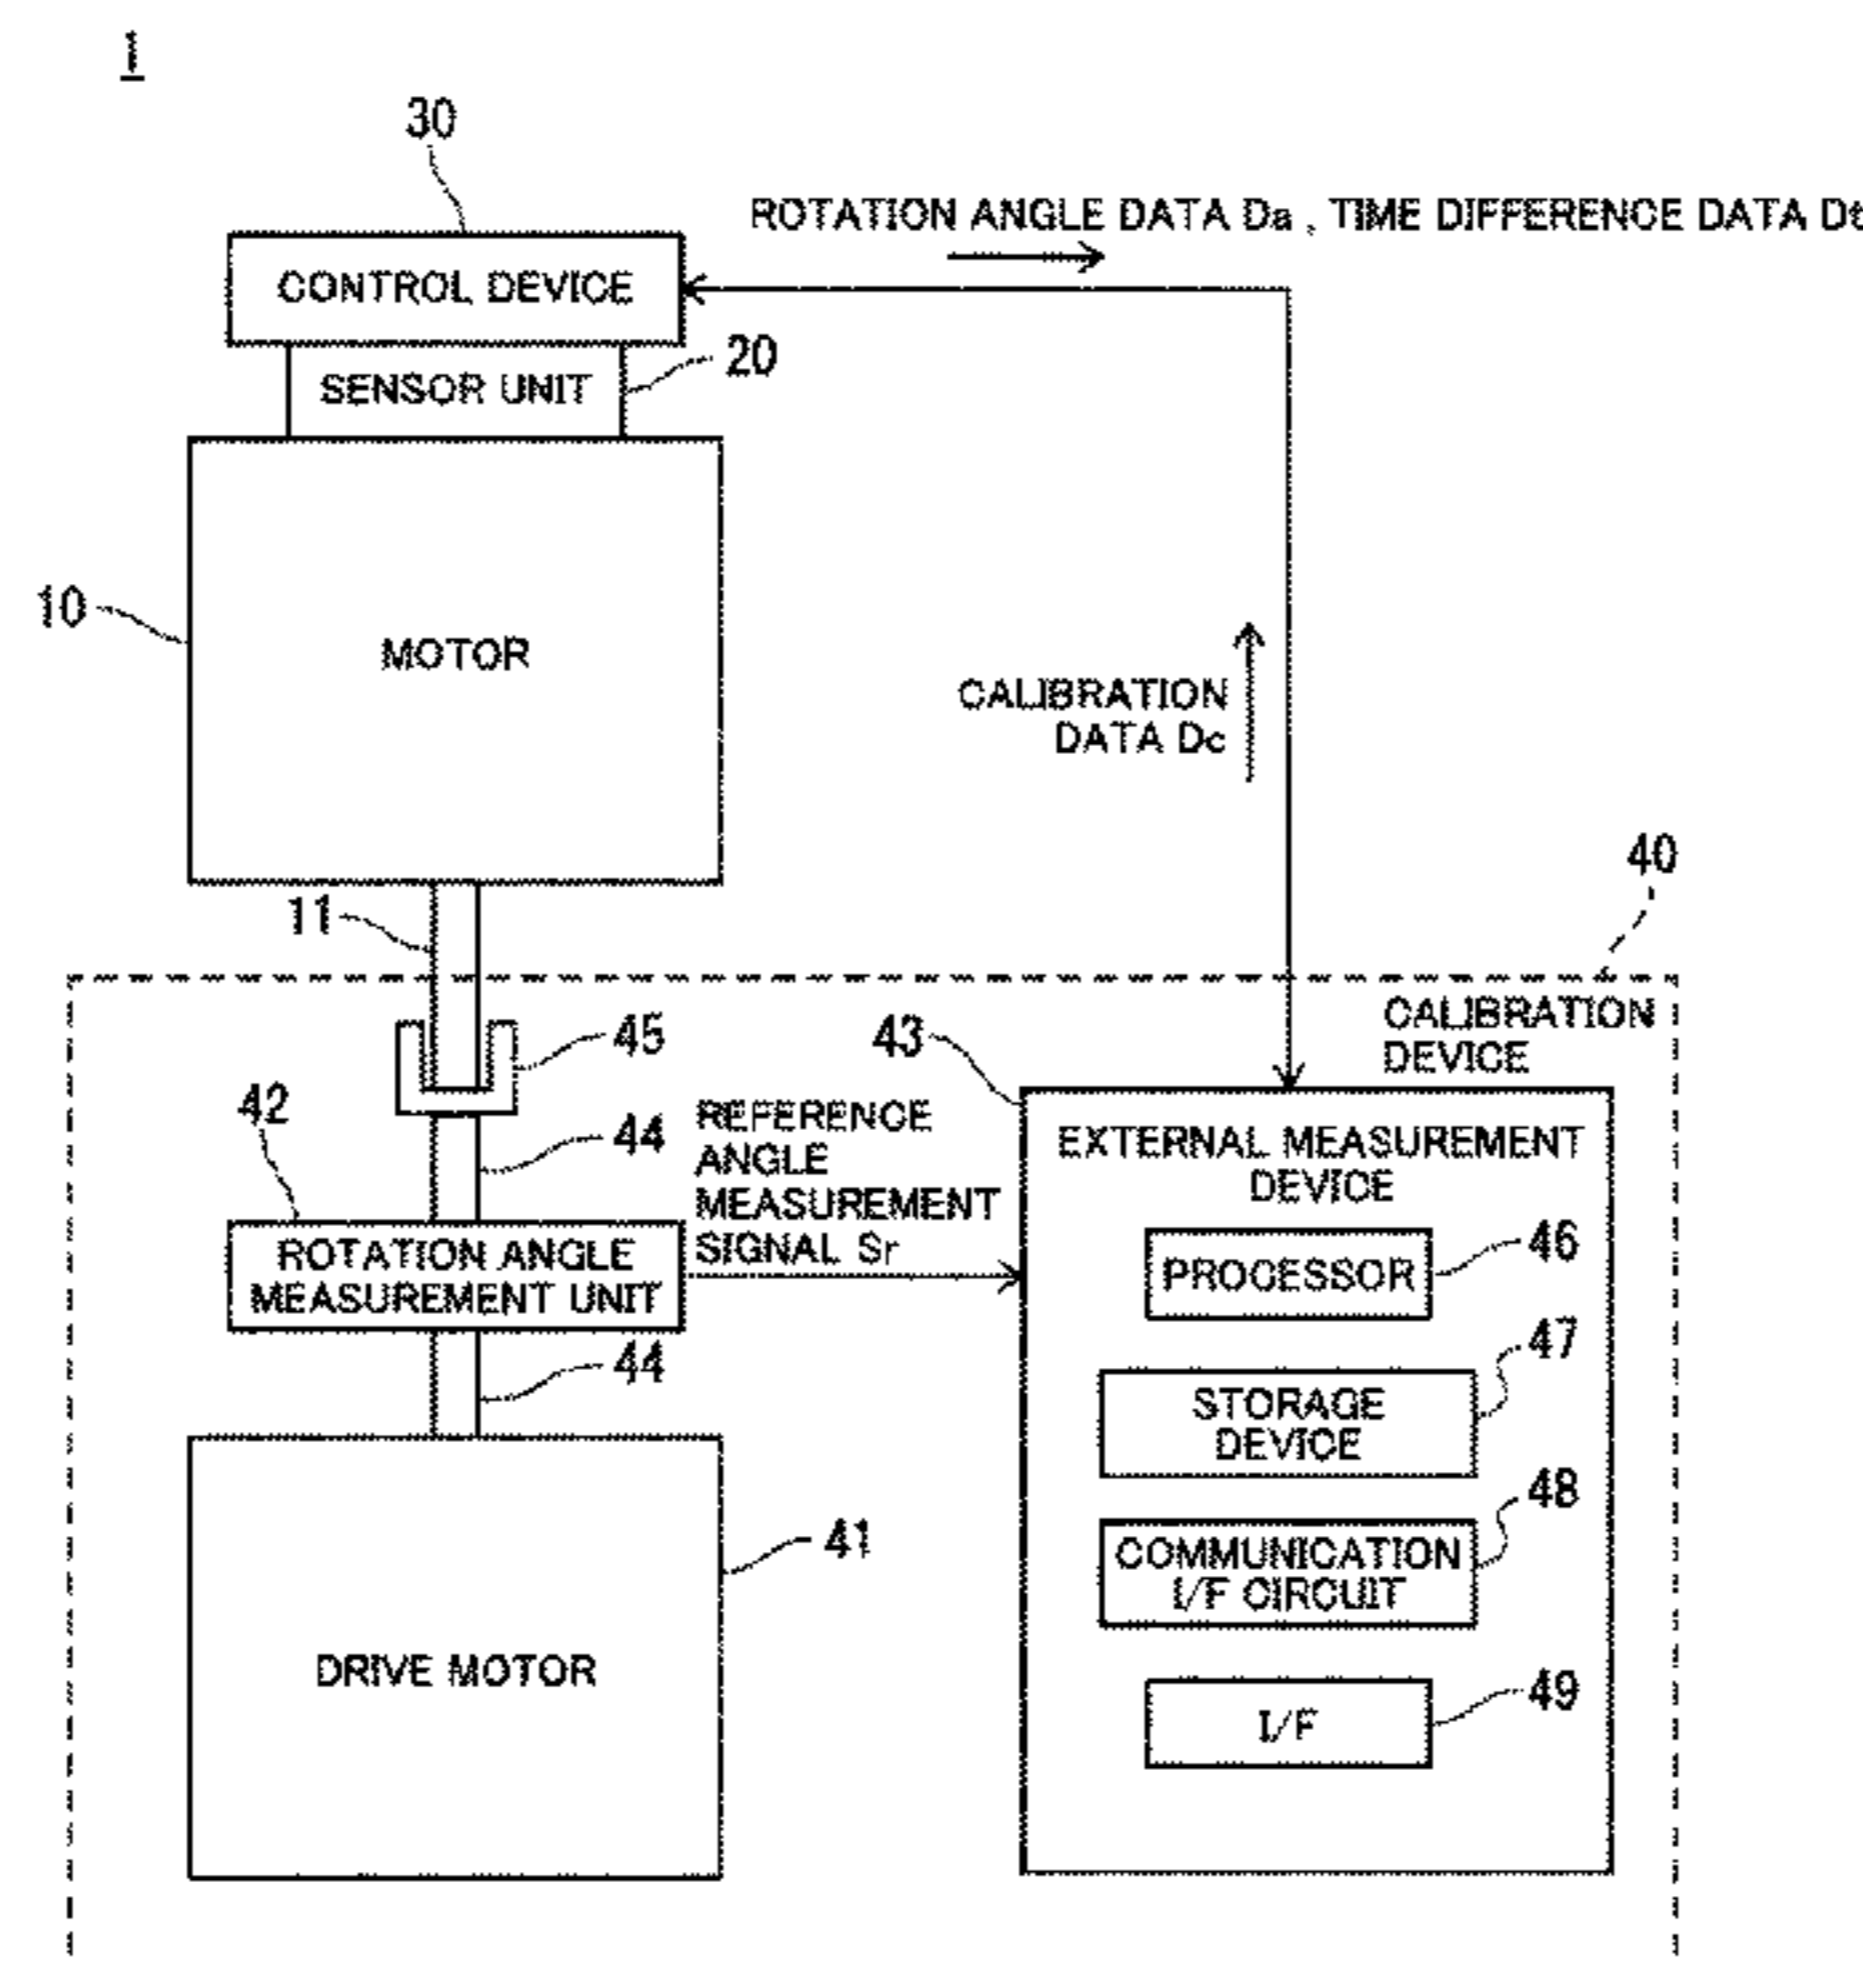 1
30
ROTATION ANGLE DATA Da , TIME DIFFERENCE DATA Dt
CONTROL DEVICE
20
SENSOR UNIT
10
MOTOR
CALIBRATION
DATA Dc
40
11
CALIBRATION
DEVICE
45
43
42
44
REFERENCE
ANGLE
MEASUREMENT
SIGNAL Sr
EXTERNAL MEASUREMENT
DEVICE
ROTATION ANGLE
MEASUREMENT UNIT
PROCESSOR
46
44
47
STORAGE
DEVICE
48
COMMUNICATION
I/F CIRCUIT
41
DRIVE MOTOR
49
I/F